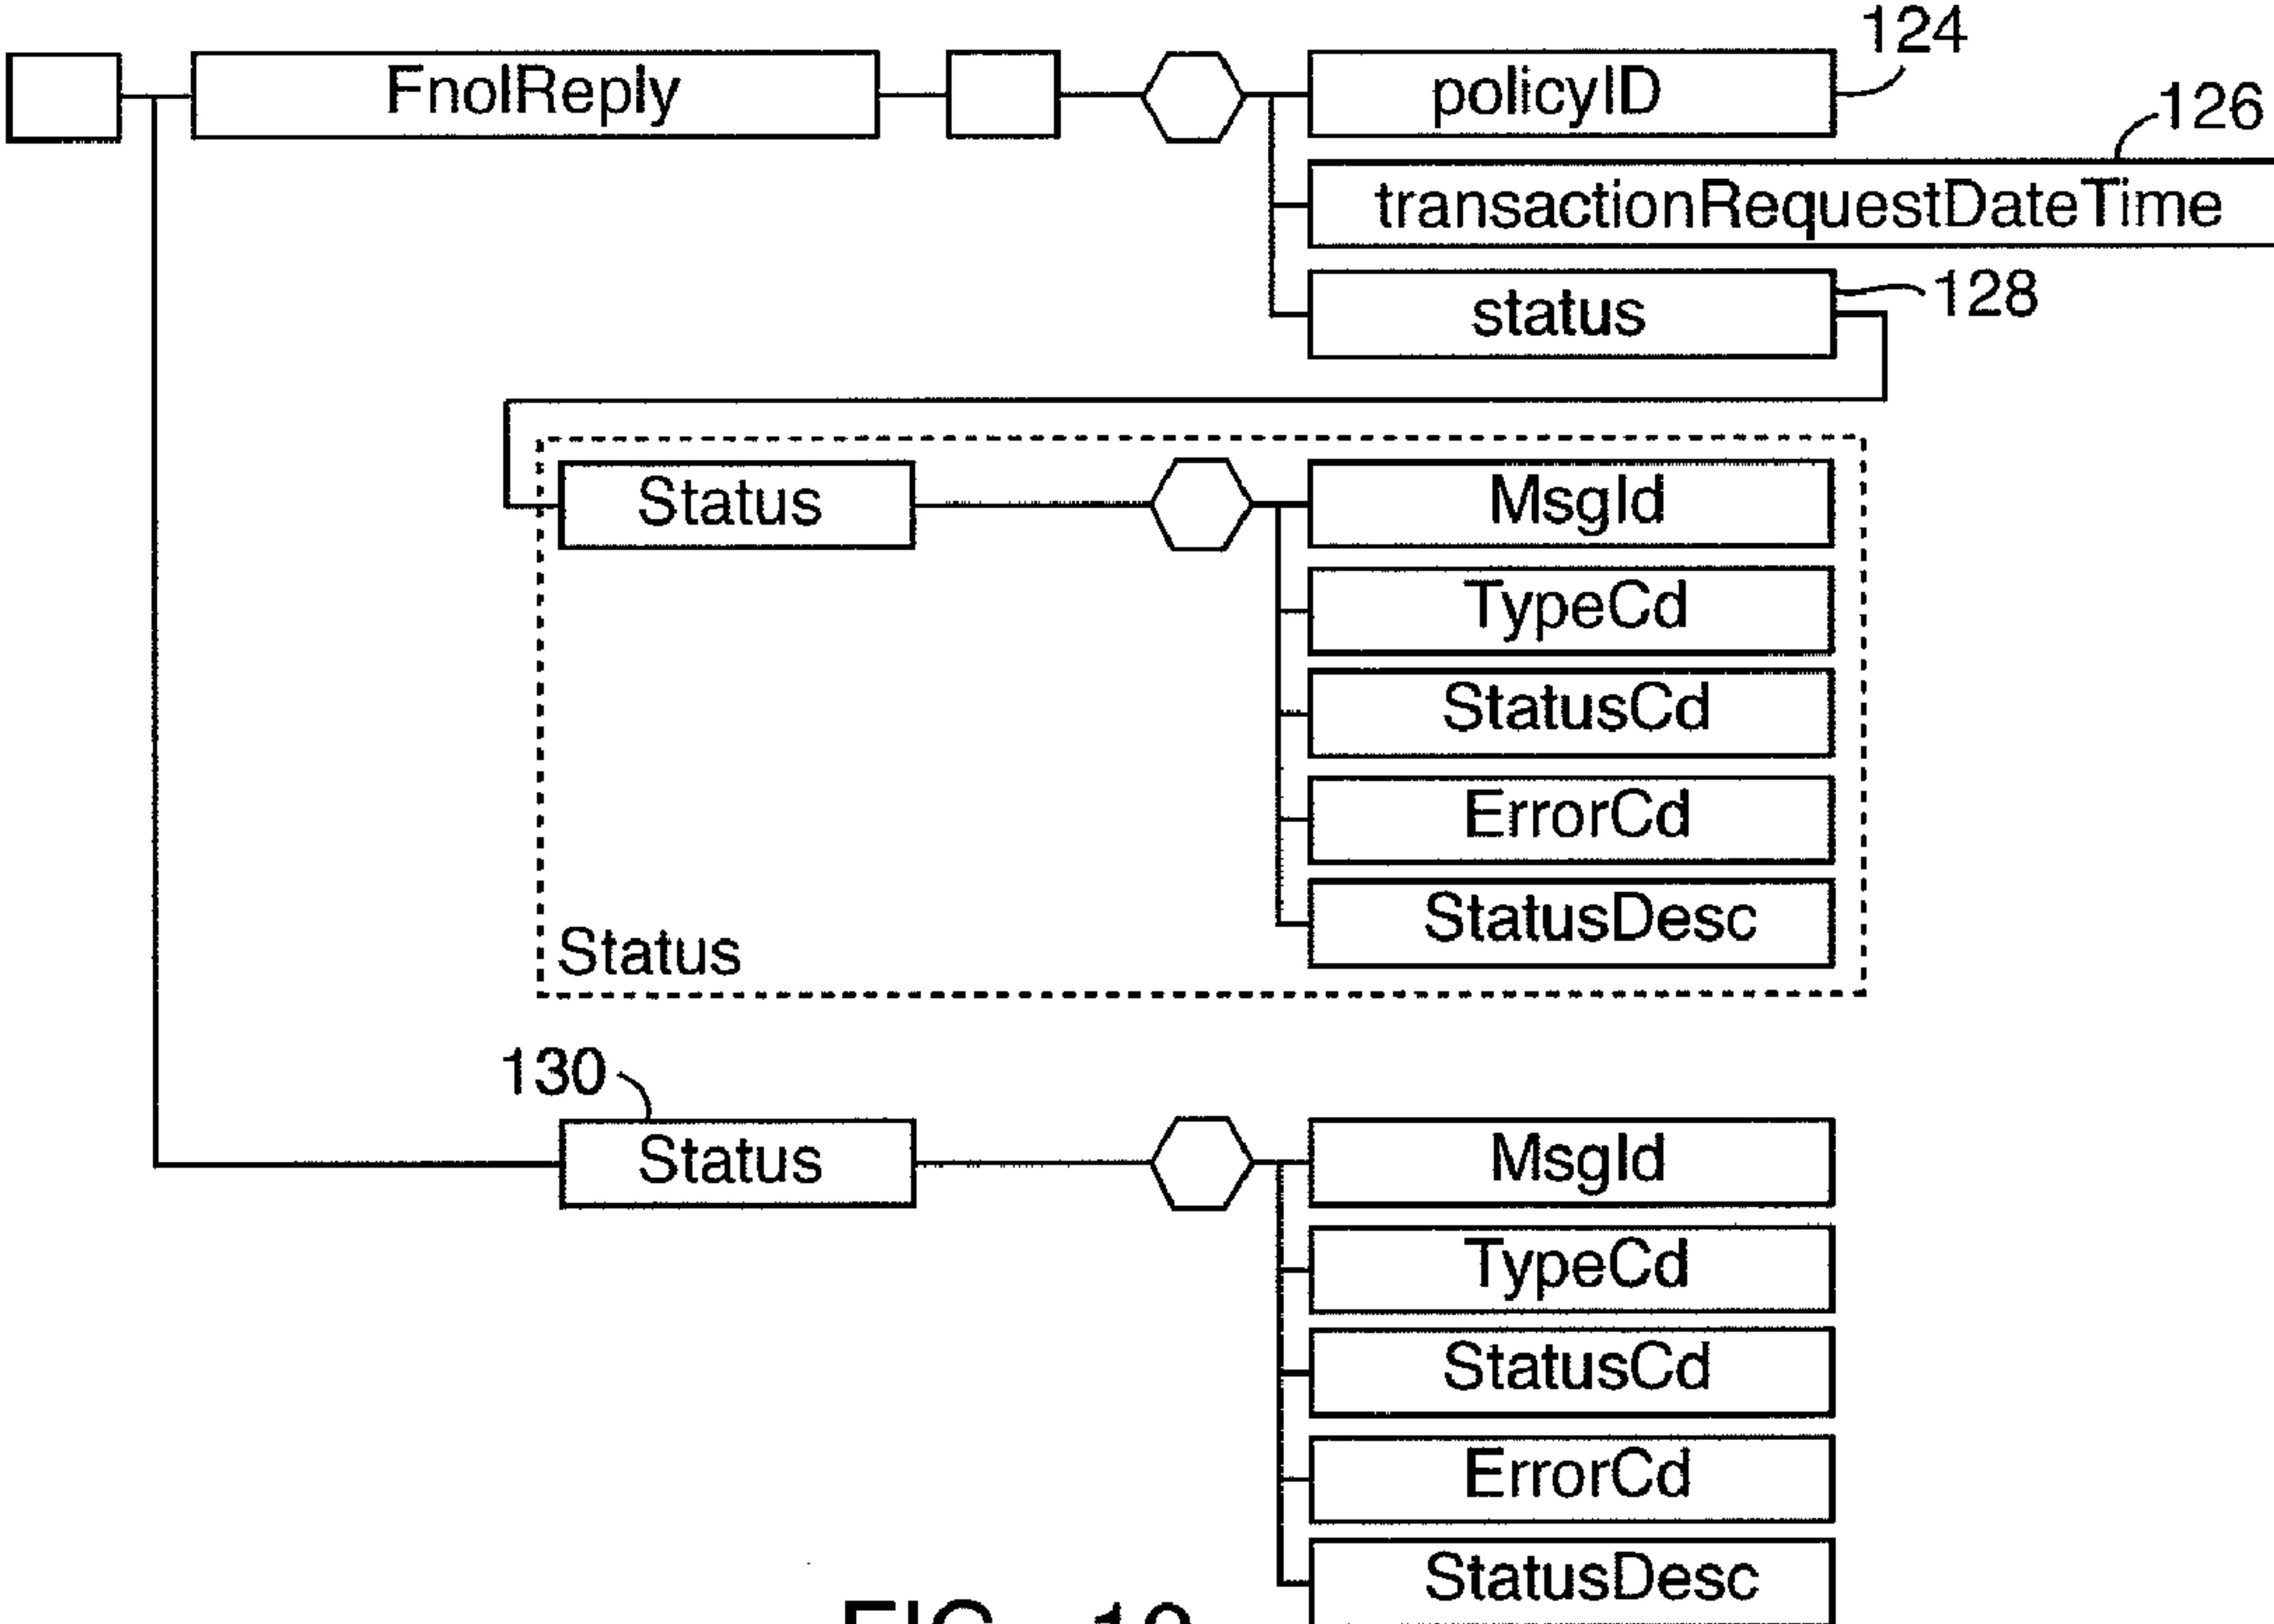 124
FnolReply
policyID
126
transactionRequestDateTime
status
128
Status
MsgId
TypeCd
StatusCd
ErrorCd
StatusDesc
Status
130
Status
MsgId
TypeCd
StatusCd
ErrorCd
StatusDesc